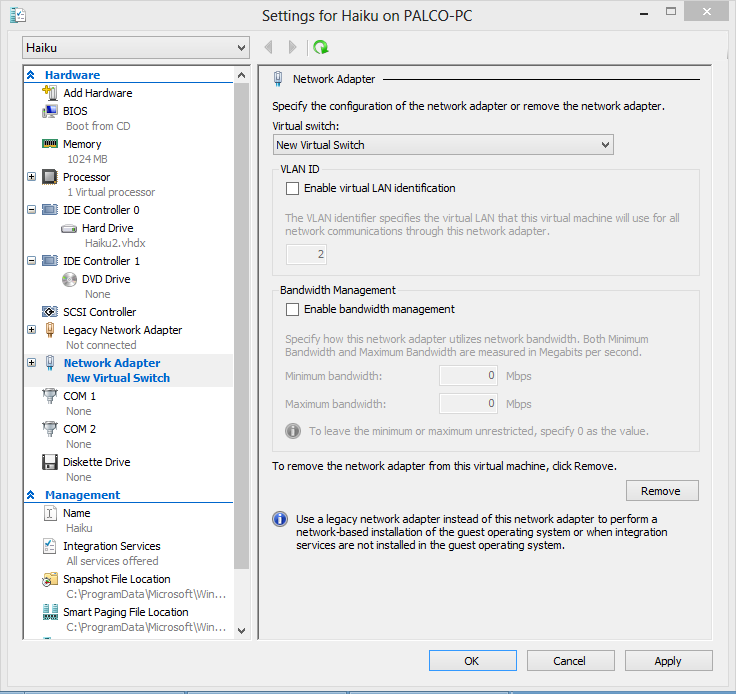 Settings for Haiku on PALCO-PC
Haiku
Hardware
Add Hardware
BIOS
Boot from CD
Memory
1024 MB
Processor
1 Virtual processor
IDE Controller 0
Hard Drive
Haiku2.vhdx
IDE Controller 1
DVD Drive
None
SCSI Controller
Legacy Network Adapter
Not connected
Network Adapter
New Virtual Switch
COM 1
None
COM 2
None
Diskette Drive
None
Management
Name
Haiku
Integration Services
All services offered
Snapshot File Location
C:\ProgramData\Microsoft\Win...
Smart Paging File Location
C:\ProgramData\Microsoft\Win...
Network Adapter
Specify the configuration of the network adapter or remove the network adapter.
Virtual switch:
New Virtual Switch
VLAN ID
Enable virtual LAN identification
The VLAN identifier specifies the virtual LAN that this virtual machine will use for all
network communications through this network adapter.
2
Bandwidth Management
Enable bandwidth management
Specify how this network adapter utilizes network bandwidth. Both Minimum
Bandwidth and Maximum Bandwidth are measured in Megabits per second.
Minimum bandwidth: 0 Mbps
Maximum bandwidth: 0 Mbps
To leave the minimum or maximum unrestricted, specify 0 as the value.
To remove the network adapter from this virtual machine, click Remove.
Remove
Use a legacy network adapter instead of this network adapter to perform a
network-based installation of the guest operating system or when integration
services are not installed in the guest operating system.
OK Cancel Apply